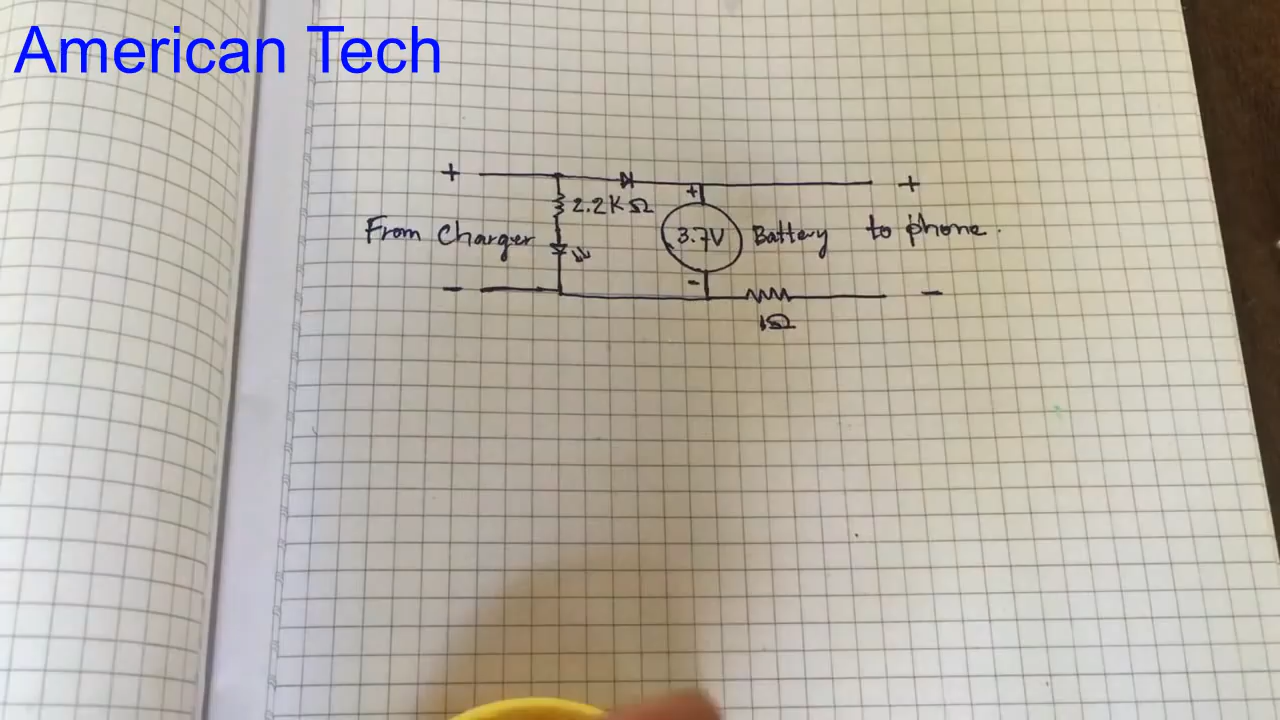 American Tech
+ + +
2.2KΩ
From Charger 3.7V Battery to phone.
- - -
1Ω